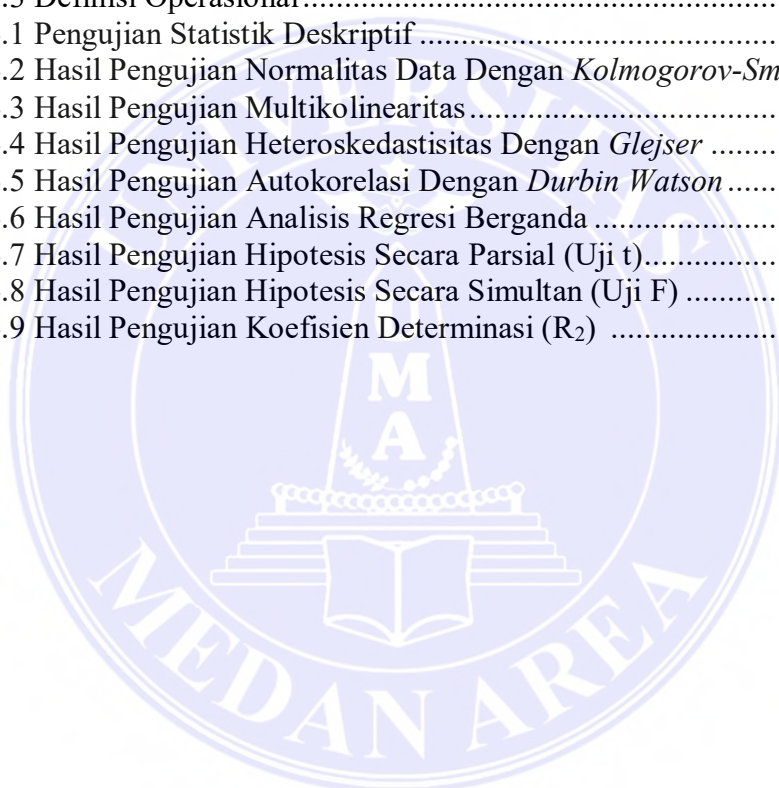 .3 Definisi Operasional
.1 Pengujian Statistik Deskriptif
.2 Hasil Pengujian Normalitas Data Dengan Kolmogorov-Sm
.3 Hasil Pengujian Multikolinearitas
.4 Hasil Pengujian Heteroskedastisitas Dengan Glejser
.5 Hasil Pengujian Autokorelasi Dengan Durbin Watson
.6 Hasil Pengujian Analisis Regresi Berganda
.7 Hasil Pengujian Hipotesis Secara Parsial (Uji t)
.8 Hasil Pengujian Hipotesis Secara Simultan (Uji F)
.9 Hasil Pengujian Koefisien Determinasi (R₂)
UNIVERSITAS
M
A
MEDAN AREA